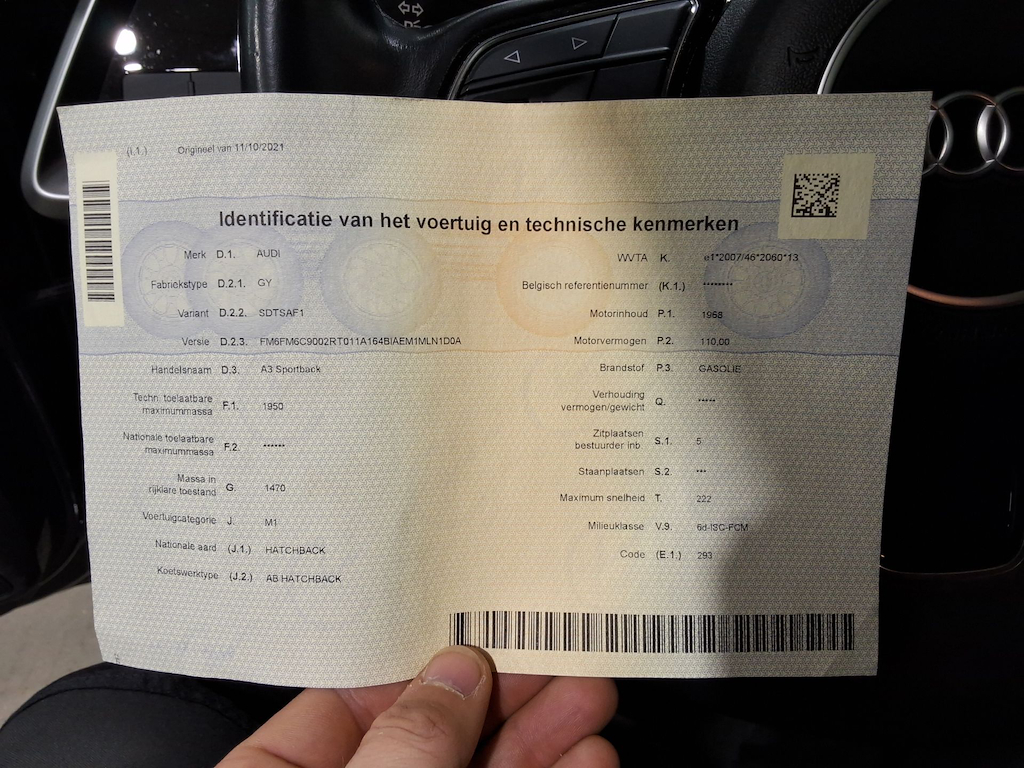 (I.1.) Origineel van 11/10/2021
Identificatie van het voertuig en technische kenmerken
Merk D.1. AUDI
Fabriekstype D.2.1. GY
Variant D.2.2. SDTSAF1
Versie D.2.3. FM6FM6C9002RT011A164BIAEM1MLN1D0A
Handelsnaam D.3. A3 Sportback
Techn. toelaatbare
maximummassa F.1. 1950
Nationale toelaatbare
maximummassa F.2. ******
Massa in
rijklare toestand G. 1470
Voertuigcategorie J. M1
Nationale aard (J.1.) HATCHBACK
Koetswerktype (J.2.) AB HATCHBACK
WVTA K. e1*2007/46*2060*13
Belgisch referentienummer (K.1.) ********
Motorinhoud P.1. 1968
Motorvermogen P.2. 110,00
Brandstof P.3. GASOLIE
Verhouding
vermogen/gewicht Q. *****
Zitplaatsen
bestuurder inb. S.1. 5
Staanplaatsen S.2. ***
Maximum snelheid T. 222
Milieuklasse V.9. 6d-ISC-FCM
Code (E.1.) 293